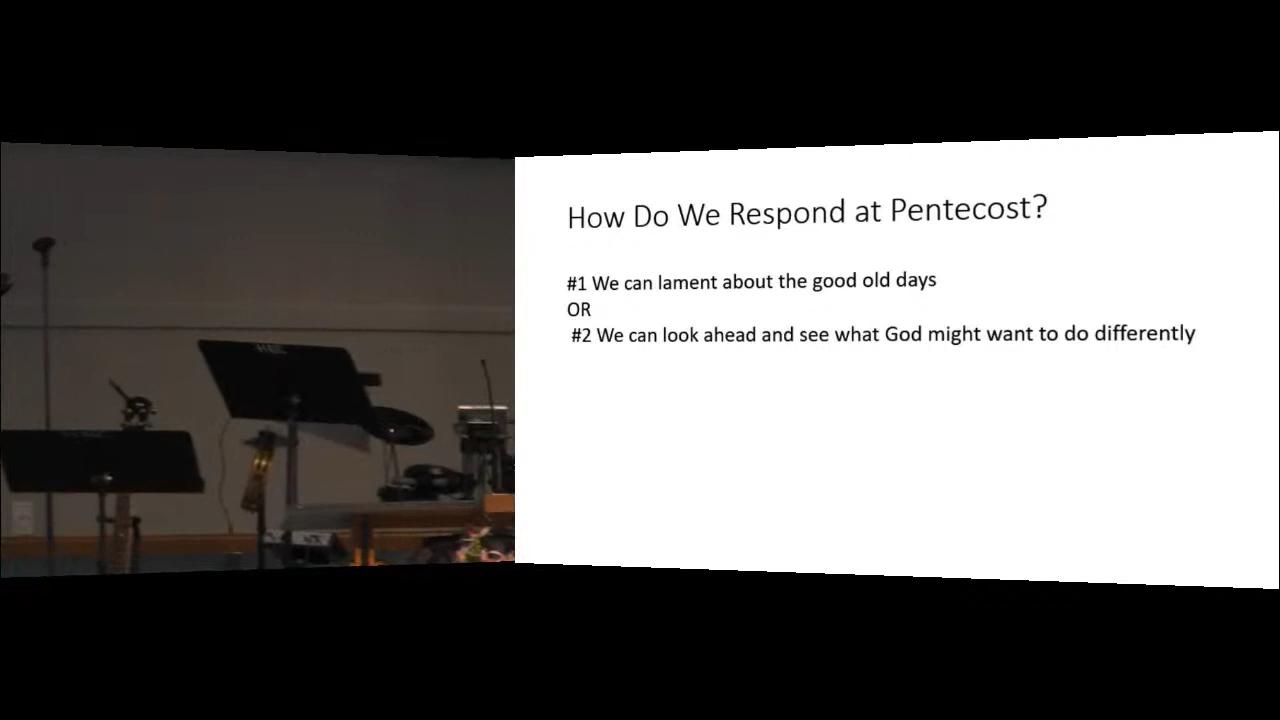 How Do We Respond at Pentecost?
#1 We can lament about the good old days
OR
#2 We can look ahead and see what God might want to do differently